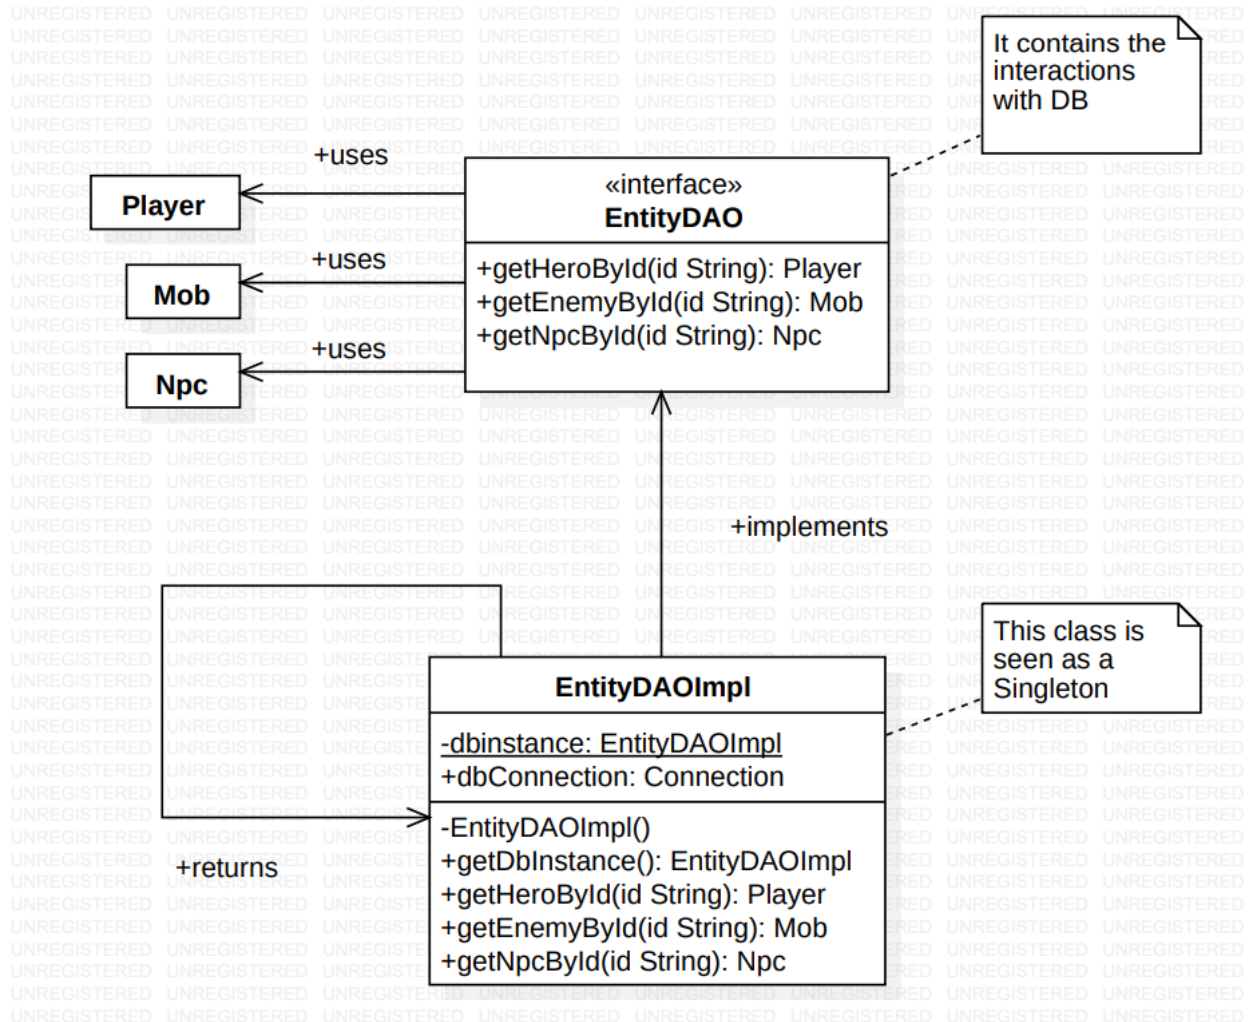 It contains the
interactions
with DB
+uses
Player
«interface»
EntityDAO
+uses
Mob
+getHeroById(id String): Player
+getEnemyById(id String): Mob
+getNpcById(id String): Npc
+uses
Npc
+implements
This class is
seen as a
Singleton
EntityDAOImpl
-dbinstance: EntityDAOImpl
+dbConnection: Connection
-EntityDAOImpl()
+getDbInstance(): EntityDAOImpl
+getHeroById(id String): Player
+getEnemyById(id String): Mob
+getNpcById(id String): Npc
+returns
UNREGISTERED